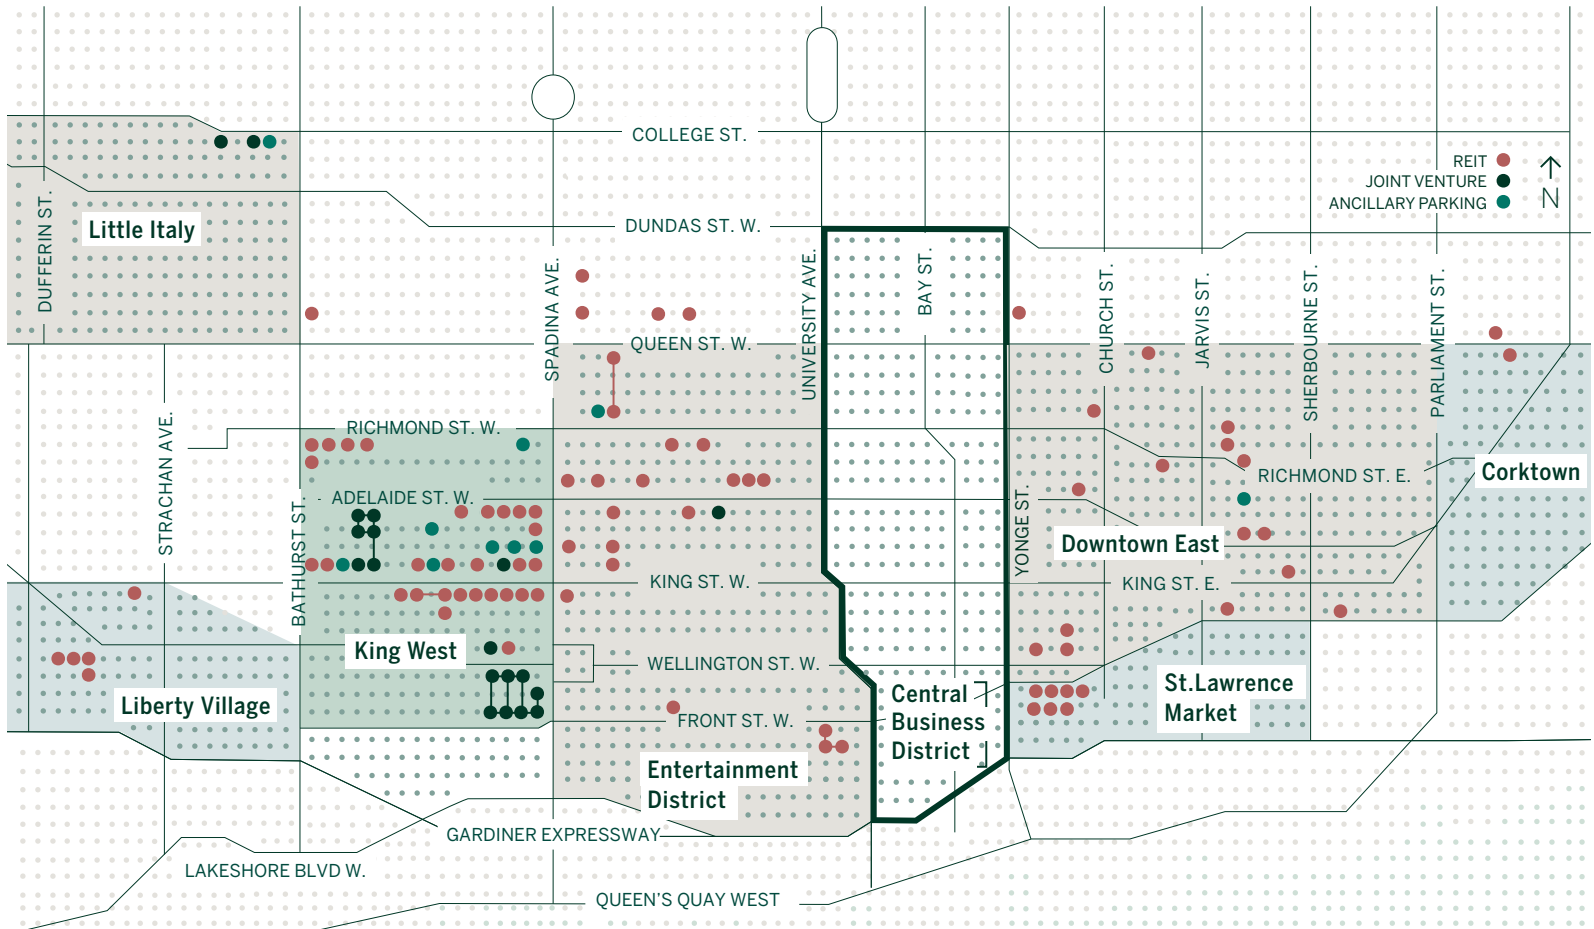 COLLEGE ST.
REIT
JOINT VENTURE
ANCILLARY PARKING
N
DUFFERIN ST.
Little Italy
DUNDAS ST. W.
SPADINA AVE.
UNIVERSITY AVE.
BAY ST.
CHURCH ST.
JARVIS ST.
SHERBOURNE ST.
PARLIAMENT ST.
QUEEN ST. W.
STRACHAN AVE.
RICHMOND ST. W.
RICHMOND ST. E.
Corktown
BATHURST ST.
ADELAIDE ST. W.
YONGE ST.
Downtown East
KING ST. W.
KING ST. E.
King West
WELLINGTON ST. W.
Liberty Village
Central
Business
District
St.Lawrence
Market
FRONT ST. W.
Entertainment
District
GARDINER EXPRESSWAY
LAKESHORE BLVD W.
QUEEN'S QUAY WEST